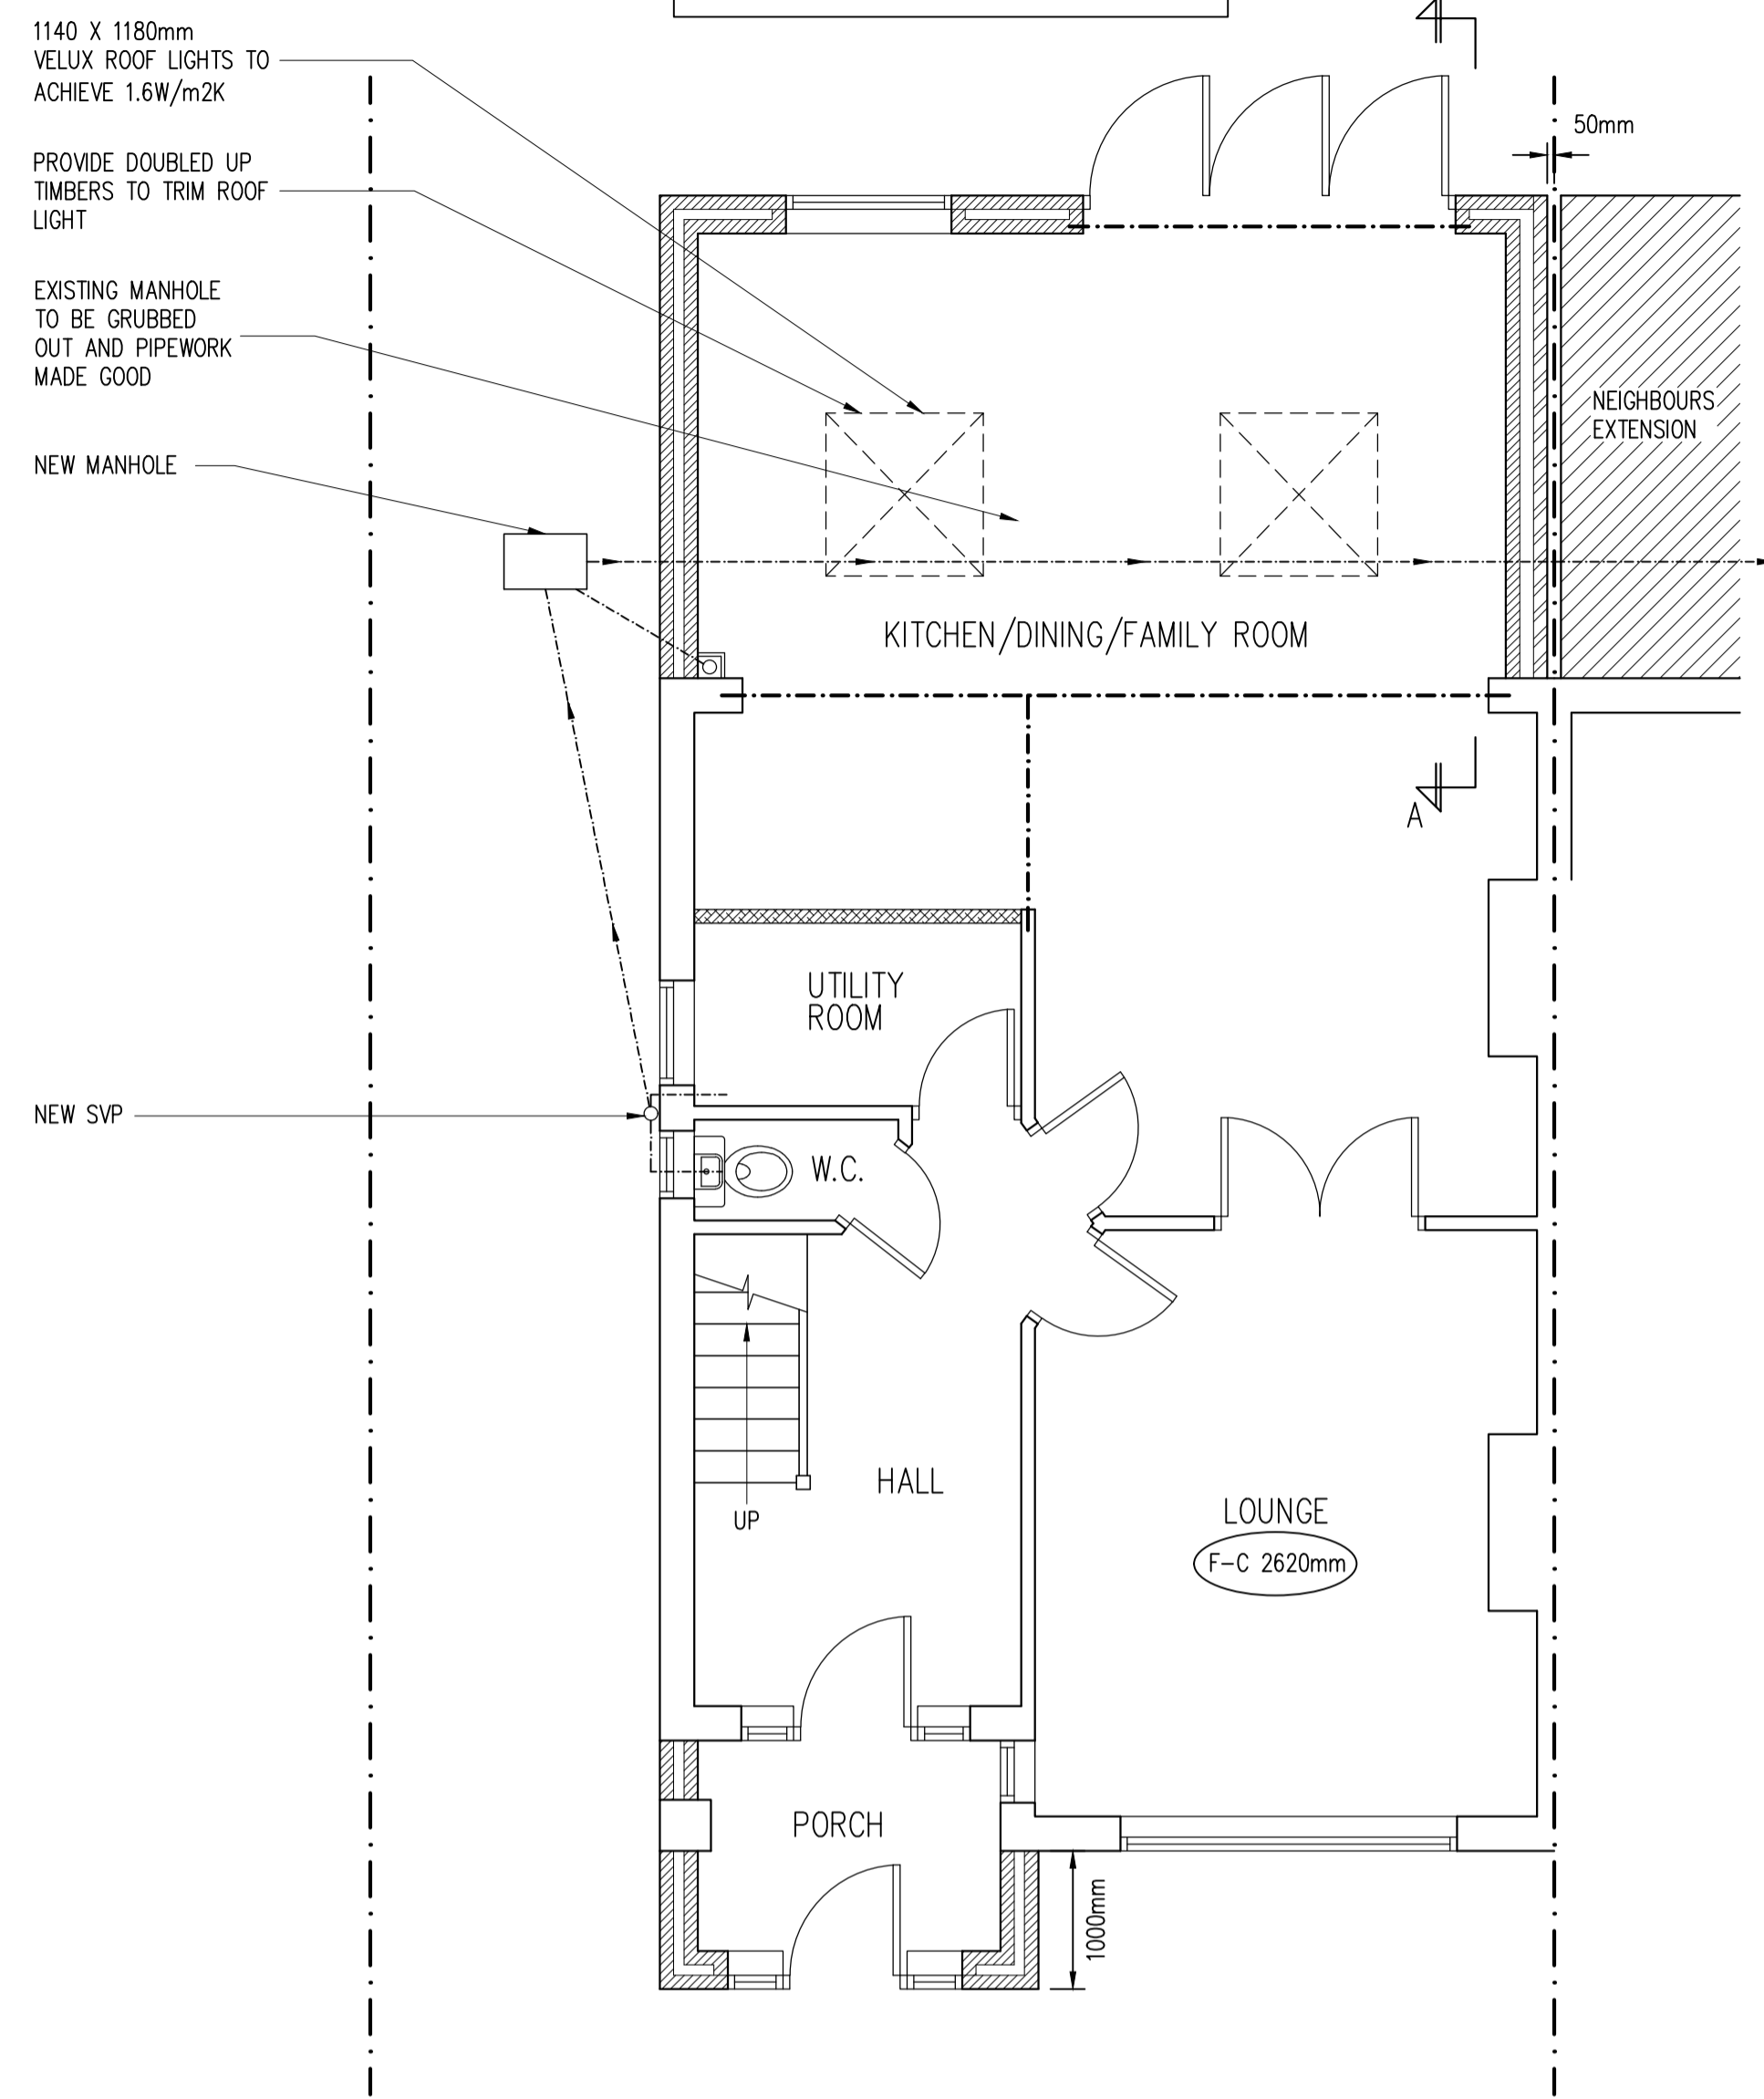 1140 X 1180mm
VELUX ROOF LIGHTS TO
ACHIEVE 1.6W/m2K
50mm
PROVIDE DOUBLED UP
TIMBERS TO TRIM ROOF
LIGHT
EXISTING MANHOLE
TO BE GRUBBED
OUT AND PIPEWORK
MADE GOOD
NEIGHBOURS
EXTENSION
NEW MANHOLE
KITCHEN/DINING/FAMILY ROOM
A
UTILITY
ROOM
NEW SVP
W.C.
HALL
UP
LOUNGE
F-C 2620mm
PORCH
1000mm